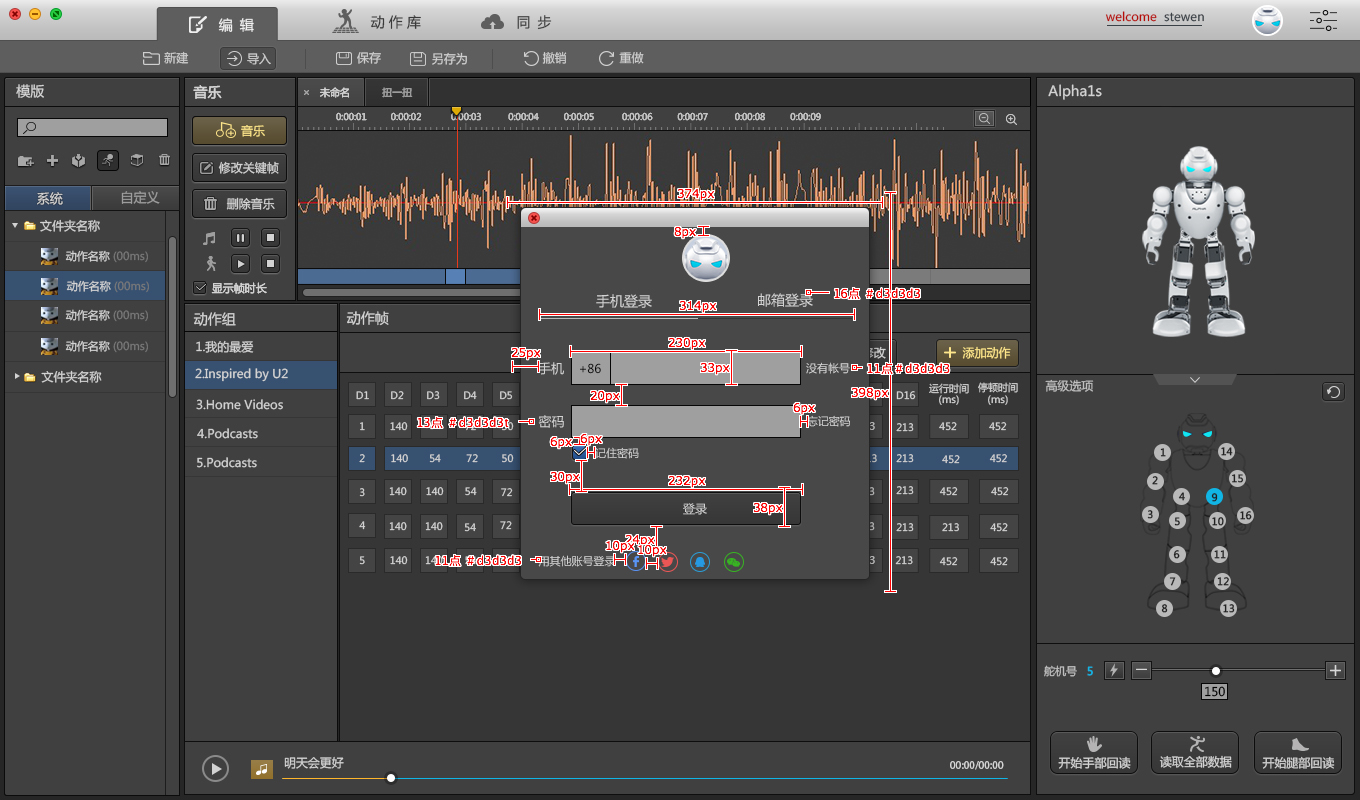 编 辑
动 作 库
同 步
welcome stewen
新建
导入
保存
另存为
撤销
重做
模版
系统
自定义
文件夹名称
动作名称 (00ms)
动作名称 (00ms)
动作名称 (00ms)
动作名称 (00ms)
文件夹名称
音乐
音乐
修改关键帧
删除音乐
显示帧时长
× 未命名
扭一扭
0:00:01 0:00:02 0:00:03 0:00:04 0:00:05 0:00:06 0:00:07 0:00:08 0:00:09
动作组
1.我的最爱
2.Inspired by U2
3.Home Videos
4.Podcasts
5.Podcasts
动作帧
改
添加动作
D1 D2 D3 D4 D5 D16 运行时间(ms) 停顿时间(ms)
1 140 213 452 452
2 140 54 72 50 213 452 452
3 140 140 54 72 213 452 452
4 140 140 54 72 213 213 452
5 140 213 452 452
374px
8px
手机登录
邮箱登录
16点 #d3d3d3
314px
230px
25px
手机
+86
33px
没有帐号
11点 #d3d3d3
20px
398px
13点 #d3d3d3
密码
6px
忘记密码
6px
6px
记住密码
30px
232px
登录
38px
24px
10px
10px
11点 #d3d3d3
用其他账号登录
明天会更好
00:00/00:00
Alpha1s
高级选项
1 14
2 15
4 9
3 5 10 16
6 11
7 12
8 13
舵机号 5
150
开始手部回读
读取全部数据
开始腿部回读